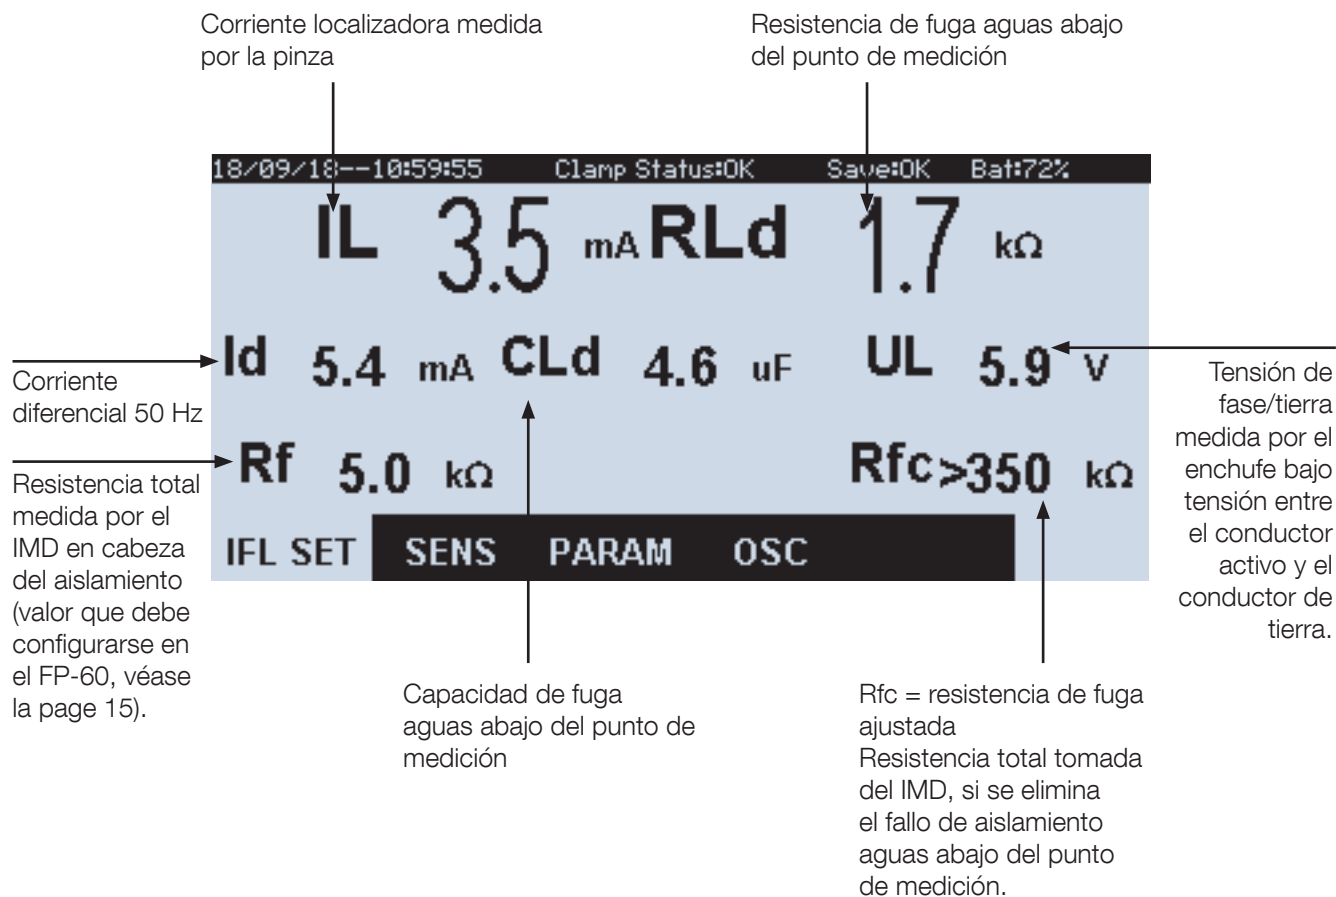 Corriente localizadora medida
por la pinza
Resistencia de fuga aguas abajo
del punto de medición
18/09/18--10:59:55 Clamp Status:OK Save:OK Bat:72%
IL 3.5 mA RLd 1.7 kΩ
Id 5.4 mA CLd 4.6 uF UL 5.9 V
Rf 5.0 kΩ Rfc>350 kΩ
IFL SET SENS PARAM OSC
Corriente
diferencial 50 Hz
Resistencia total
medida por el
IMD en cabeza
del aislamiento
(valor que debe
configurarse en
el FP-60, véase
la page 15).
Tensión de
fase/tierra
medida por el
enchufe bajo
tensión entre
el conductor
activo y el
conductor de
tierra.
Capacidad de fuga
aguas abajo del punto de
medición
Rfc = resistencia de fuga
ajustada
Resistencia total tomada
del IMD, si se elimina
el fallo de aislamiento
aguas abajo del punto
de medición.